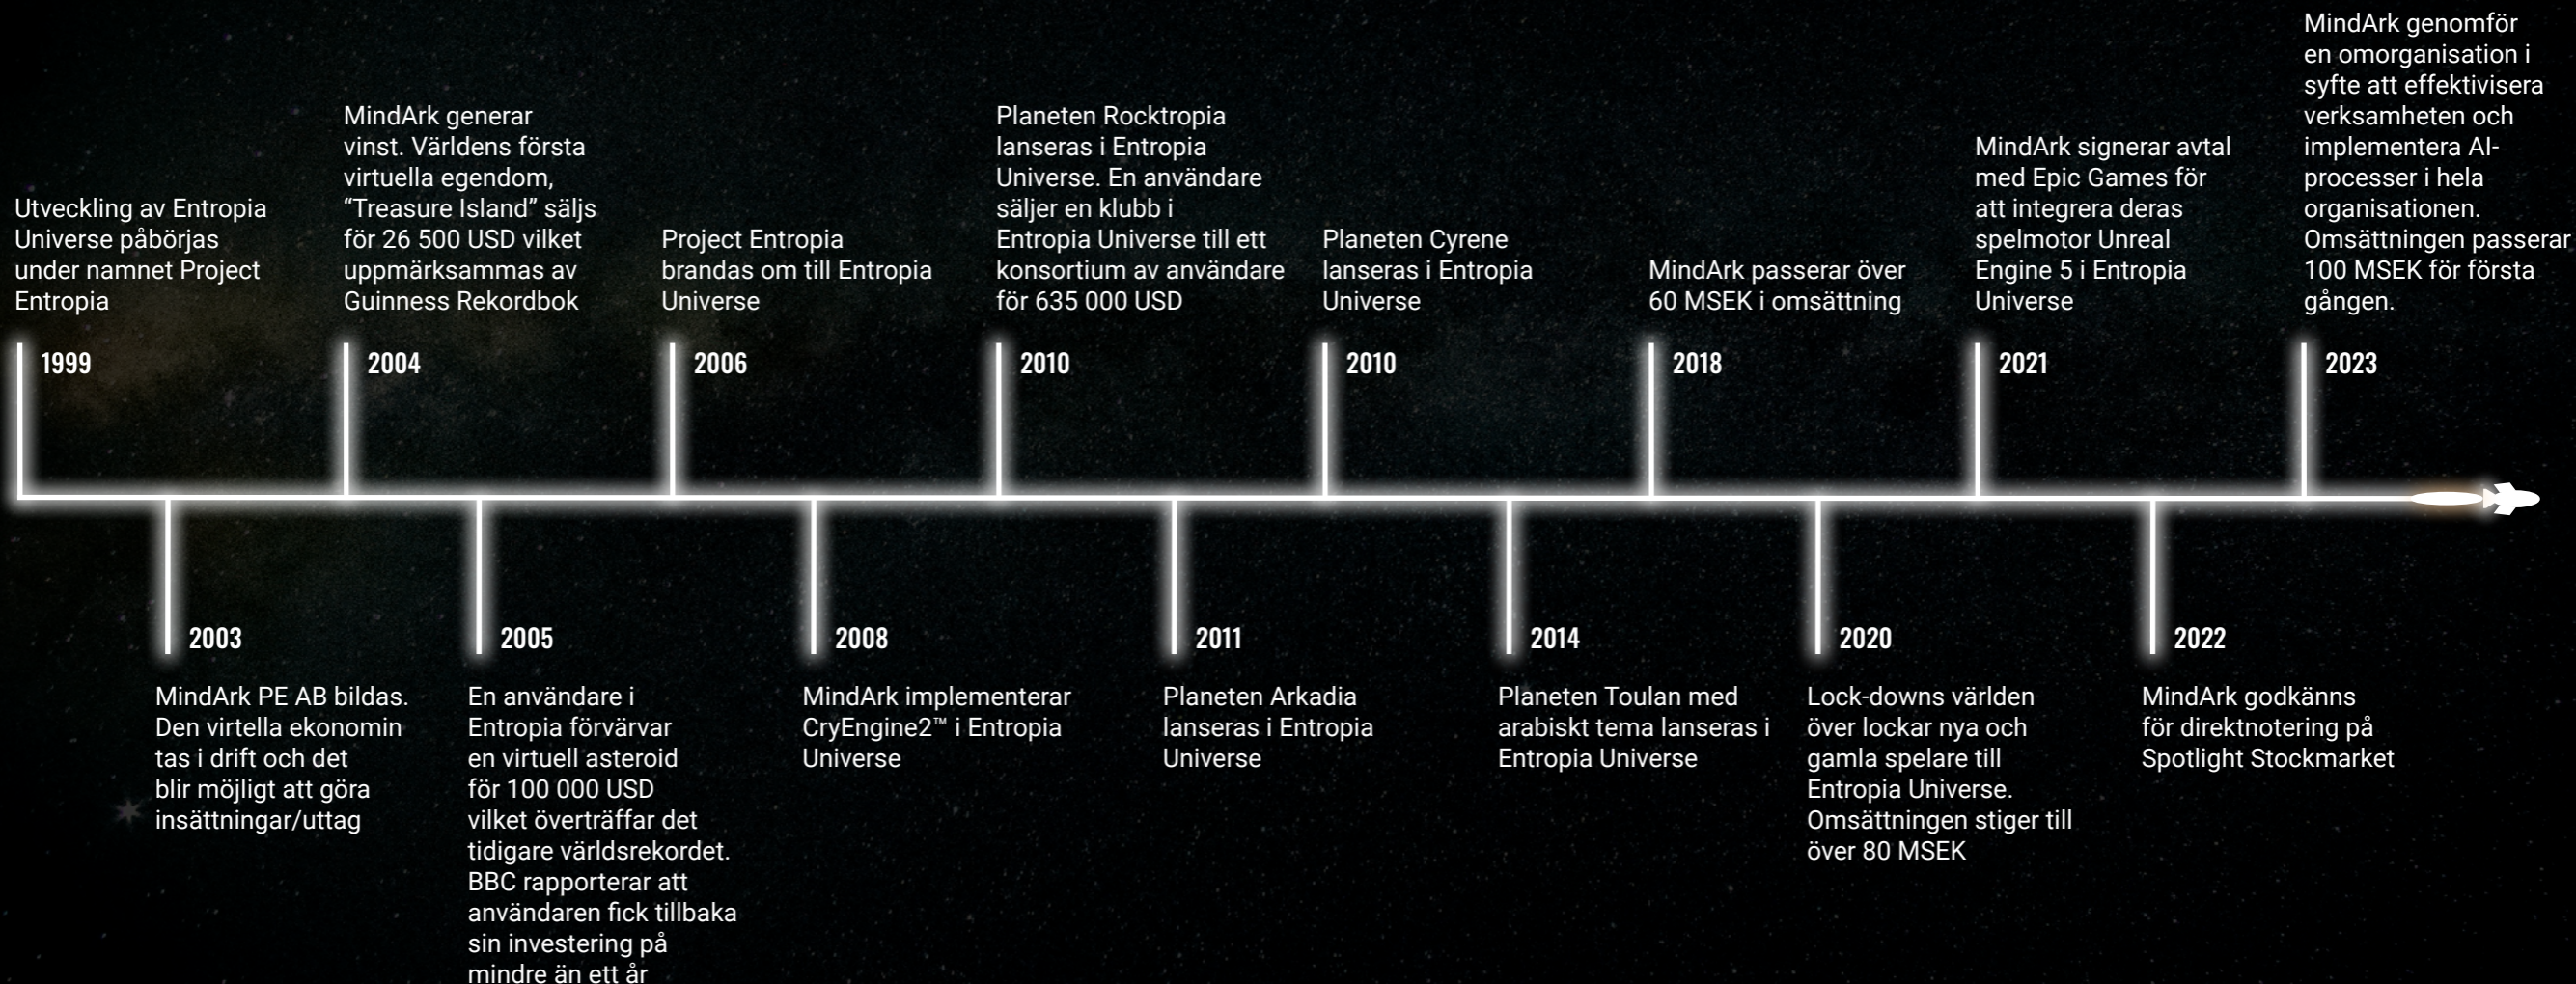 Utveckling av Entropia
Universe påbörjas
under namnet Project
Entropia
1999
2003
MindArk PE AB bildas.
Den virtella ekonomin
tas i drift och det
blir möjligt att göra
insättningar/uttag
MindArk generar
vinst. Världens första
virtuella egendom,
“Treasure Island” säljs
för 26 500 USD vilket
uppmärksammas av
Guinness Rekordbok
2004
2005
En användare i
Entropia förvärvar
en virtuell asteroid
för 100 000 USD
vilket överträffar det
tidigare världsrekordet.
BBC rapporterar att
användaren fick tillbaka
sin investering på
mindre än ett år
Project Entropia
brandas om till Entropia
Universe
2006
2008
MindArk implementerar
CryEngine2™ i Entropia
Universe
Planeten Rocktropia
lanseras i Entropia
Universe. En användare
säljer en klubb i
Entropia Universe till ett
konsortium av användare
för 635 000 USD
2010
2011
Planeten Arkadia
lanseras i Entropia
Universe
Planeten Cyrene
lanseras i Entropia
Universe
2010
2014
Planeten Toulan med
arabiskt tema lanseras i
Entropia Universe
MindArk passerar över
60 MSEK i omsättning
2018
2020
Lock-downs världen
över lockar nya och
gamla spelare till
Entropia Universe.
Omsättningen stiger till
över 80 MSEK
MindArk signerar avtal
med Epic Games för
att integrera deras
spelmotor Unreal
Engine 5 i Entropia
Universe
2021
2022
MindArk godkänns
för direktnotering på
Spotlight Stockmarket
MindArk genomför
en omorganisation i
syfte att effektivisera
verksamheten och
implementera AI-
processer i hela
organisationen.
Omsättningen passerar
100 MSEK för första
gången.
2023